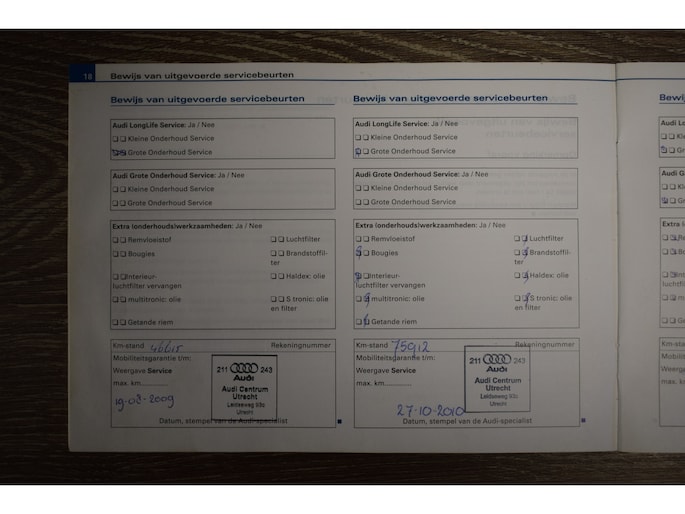 18 Bewijs van uitgevoerde servicebeurten
Bewijs van uitgevoerde servicebeurten
Audi LongLife Service: Ja / Nee
Kleine Onderhoud Service
Grote Onderhoud Service
Audi Grote Onderhoud Service: Ja / Nee
Kleine Onderhoud Service
Grote Onderhoud Service
Extra (onderhouds)werkzaamheden: Ja / Nee
Remvloeistof
Luchtfilter
Bougies
Brandstoffil-
ter
Interieur-
luchtfilter vervangen
Haldex: olie
multitronic: olie
S tronic: olie
en filter
Getande riem
Km-stand Rekeningnummer
Mobiliteitsgarantie t/m:
Weergave Service
max. km
211 243
Audi
Audi Centrum
Utrecht
Utrecht
19-02-2009
Datum, stempel van de Audi-specialist
Bewijs van uitgevoerde servicebeurten
Audi LongLife Service: Ja / Nee
Kleine Onderhoud Service
Grote Onderhoud Service
Audi Grote Onderhoud Service: Ja / Nee
Kleine Onderhoud Service
Grote Onderhoud Service
Extra (onderhouds)werkzaamheden: Ja / Nee
Remvloeistof
Luchtfilter
Bougies
Brandstoffil-
ter
Interieur-
luchtfilter vervangen
Haldex: olie
multitronic: olie
S tronic: olie
en filter
Getande riem
Km-stand 75912 Rekeningnummer
Mobiliteitsgarantie t/m:
Weergave Service
max. km
211 243
Audi
Audi Centrum
Utrecht
Utrecht
27-10-2010
Datum, stempel van de Audi-specialist